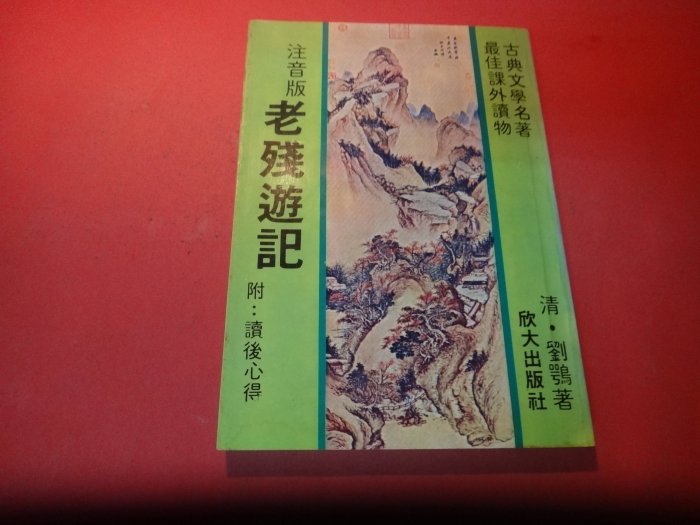 古典文學名著
最佳課外讀物
注音版
老殘遊記
附：讀後心得
清•劉鶚著
欣大出版社